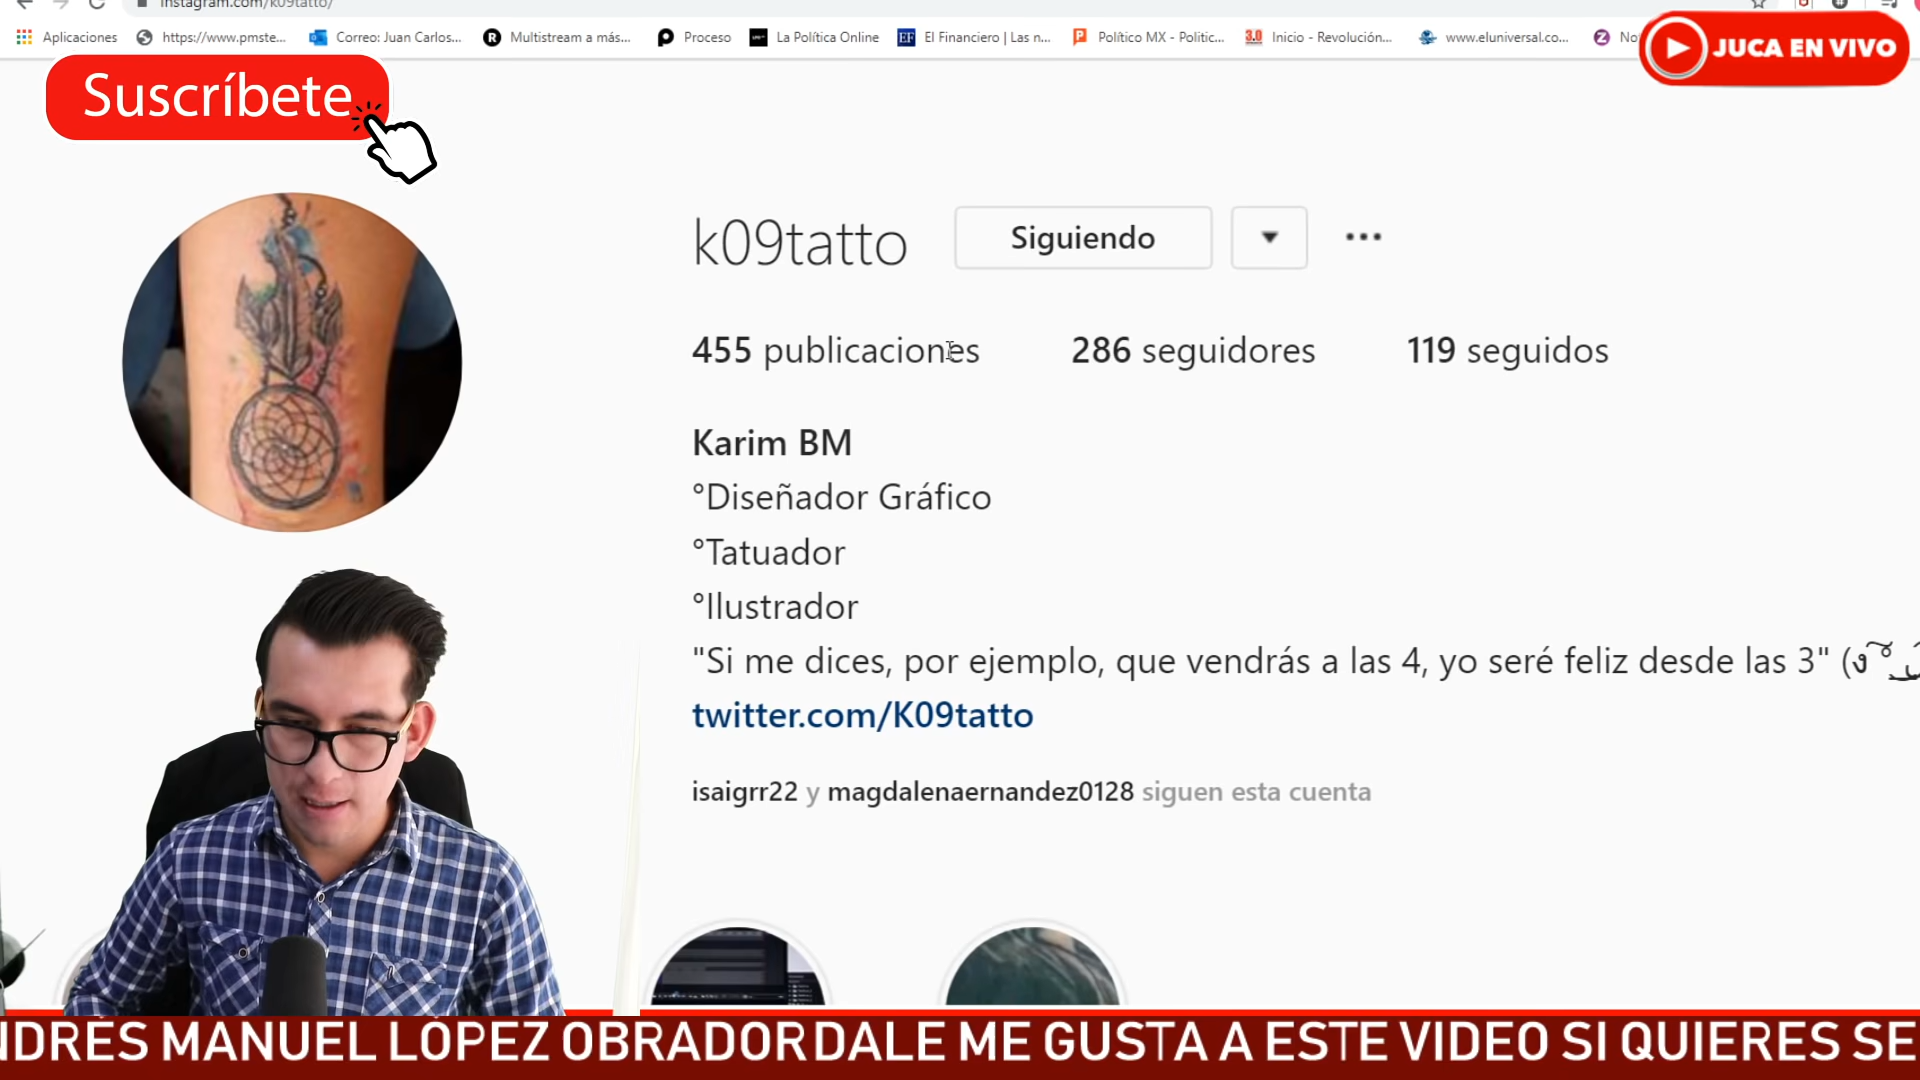 instagram.com/k09tatto/
Aplicaciones
https://www.pmste...
Correo: Juan Carlos...
Multistream a más...
Proceso
La Política Online
El Financiero | Las n...
Político MX - Politic...
Inicio - Revolución...
www.eluniversal.co...
JUCA EN VIVO
Suscríbete
k09tatto
Siguiendo
455 publicaciones
286 seguidores
119 seguidos
Karim BM
°Diseñador Gráfico
°Tatuador
°Ilustrador
"Si me dices, por ejemplo, que vendrás a las 4, yo seré feliz desde las 3"
twitter.com/K09tatto
isaigrr22 y magdalenaernandez0128 siguen esta cuenta
NDRÉS MANUEL LÓPEZ OBRADOR DALE ME GUSTA A ESTE VIDEO SI QUIERES SE